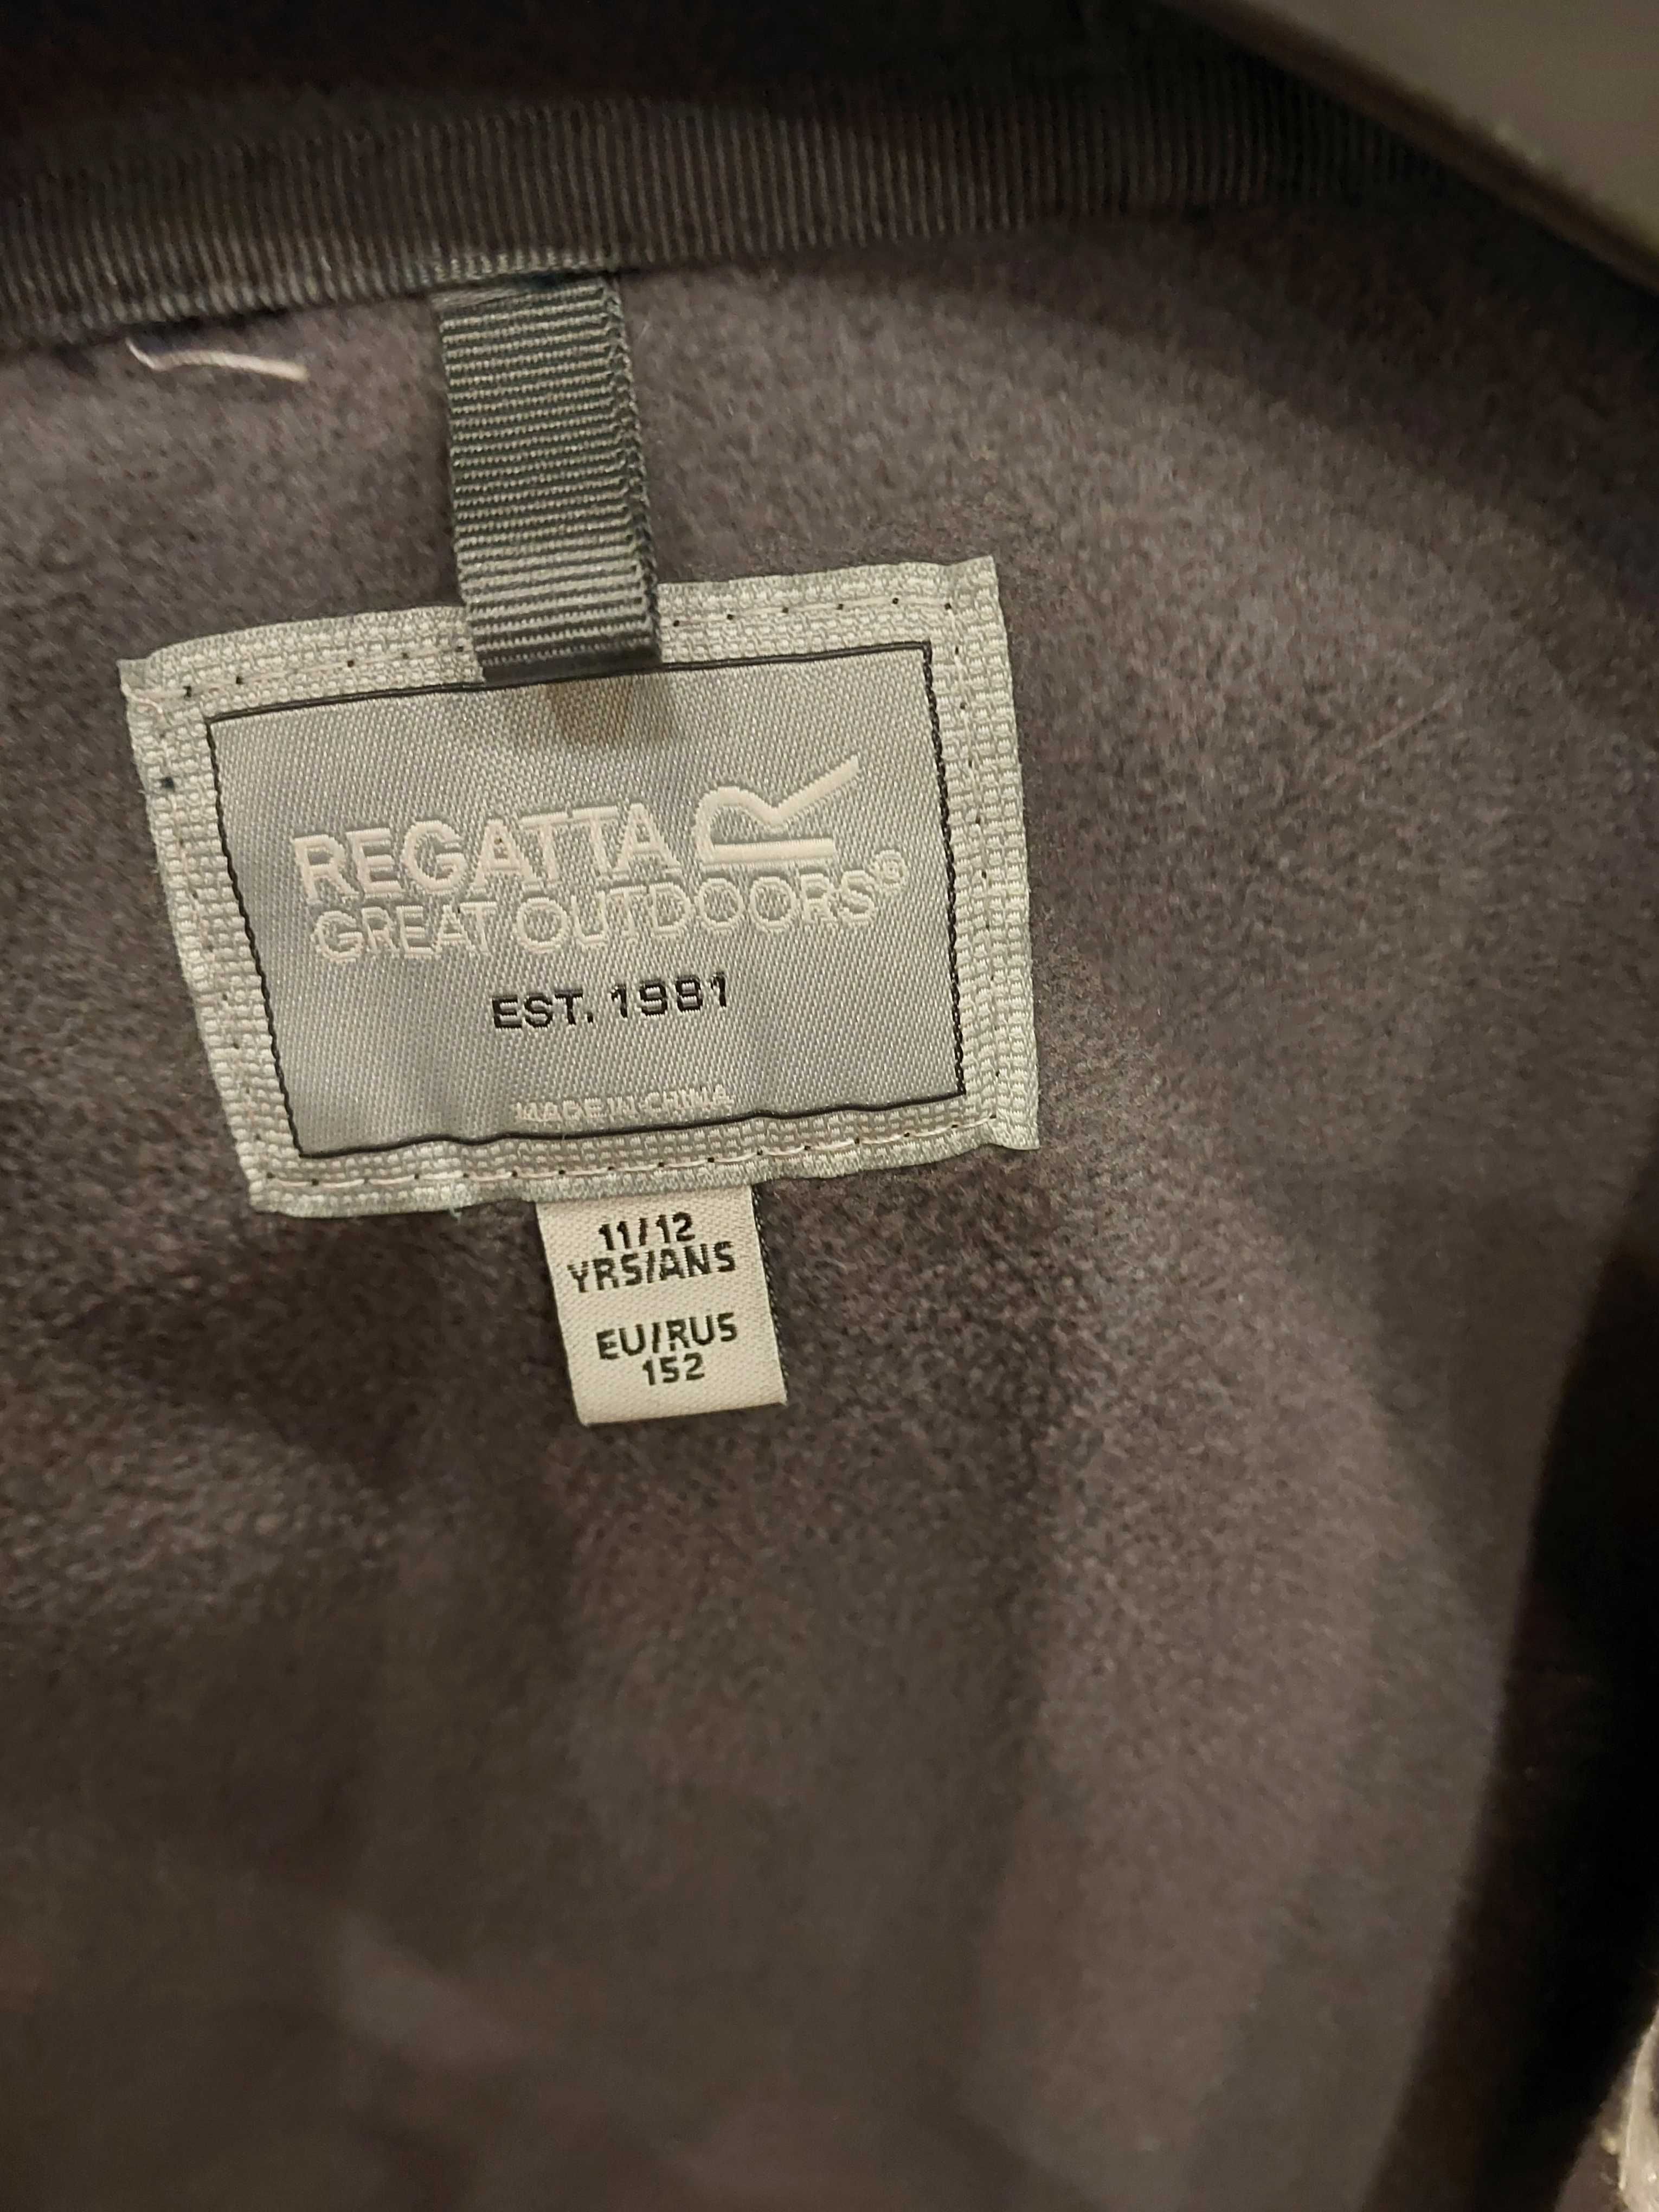 REGATTA
GREAT OUTDOORS®
EST. 1981
MADE IN CHINA
11/12
YRS/ANS
EU/RUS
152